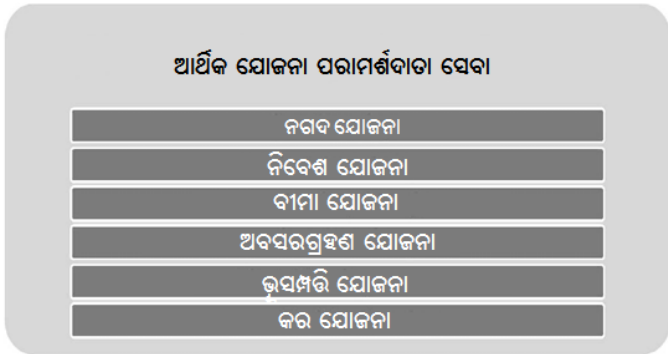 ଆର୍ଥିକ ଯୋଜନା ପରାମର୍ଶଦାତା ସେବା
ନଗଦ ଯୋଜନା
ନିବେଶ ଯୋଜନା
ବୀମା ଯୋଜନା
ଅବସରଗ୍ରହଣ ଯୋଜନା
ଭୂସମ୍ପତ୍ତି ଯୋଜନା
କର ଯୋଜନା